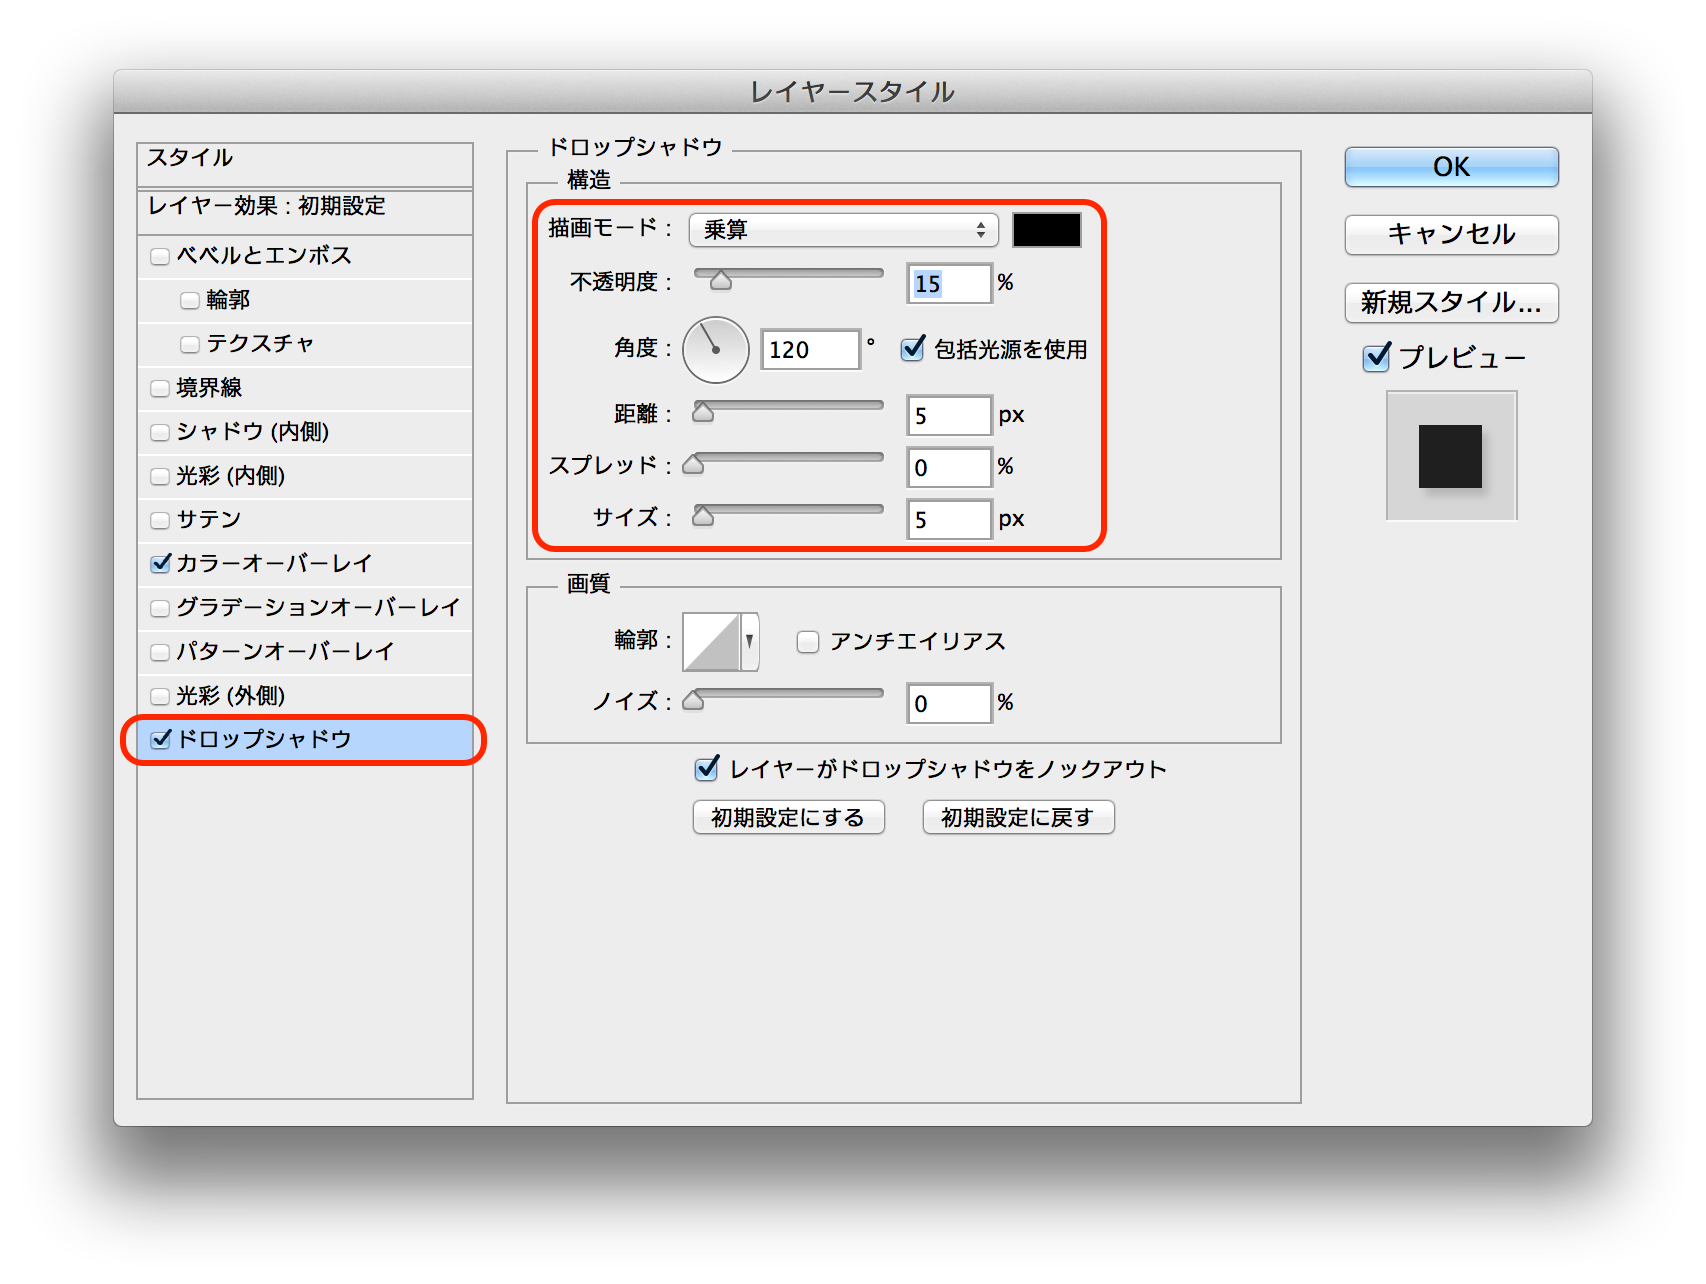 レイヤースタイル
スタイル
レイヤー効果 : 初期設定
ベベルとエンボス
輪郭
テクスチャ
境界線
シャドウ (内側)
光彩 (内側)
サテン
カラーオーバーレイ
グラデーションオーバーレイ
パターンオーバーレイ
光彩 (外側)
ドロップシャドウ
ドロップシャドウ
構造
描画モード : 乗算
不透明度 : 15 %
角度 : 120 ° 包括光源を使用
距離 : 5 px
スプレッド : 0 %
サイズ : 5 px
画質
輪郭 : アンチエイリアス
ノイズ : 0 %
レイヤーがドロップシャドウをノックアウト
初期設定にする 初期設定に戻す
OK
キャンセル
新規スタイル...
プレビュー